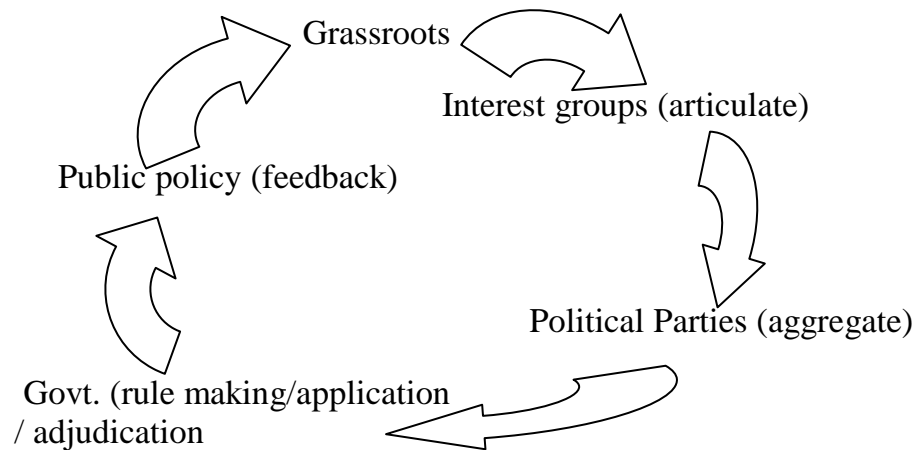 Grassroots
Interest groups (articulate)
Public policy (feedback)
Political Parties (aggregate)
Govt. (rule making/application
/ adjudication